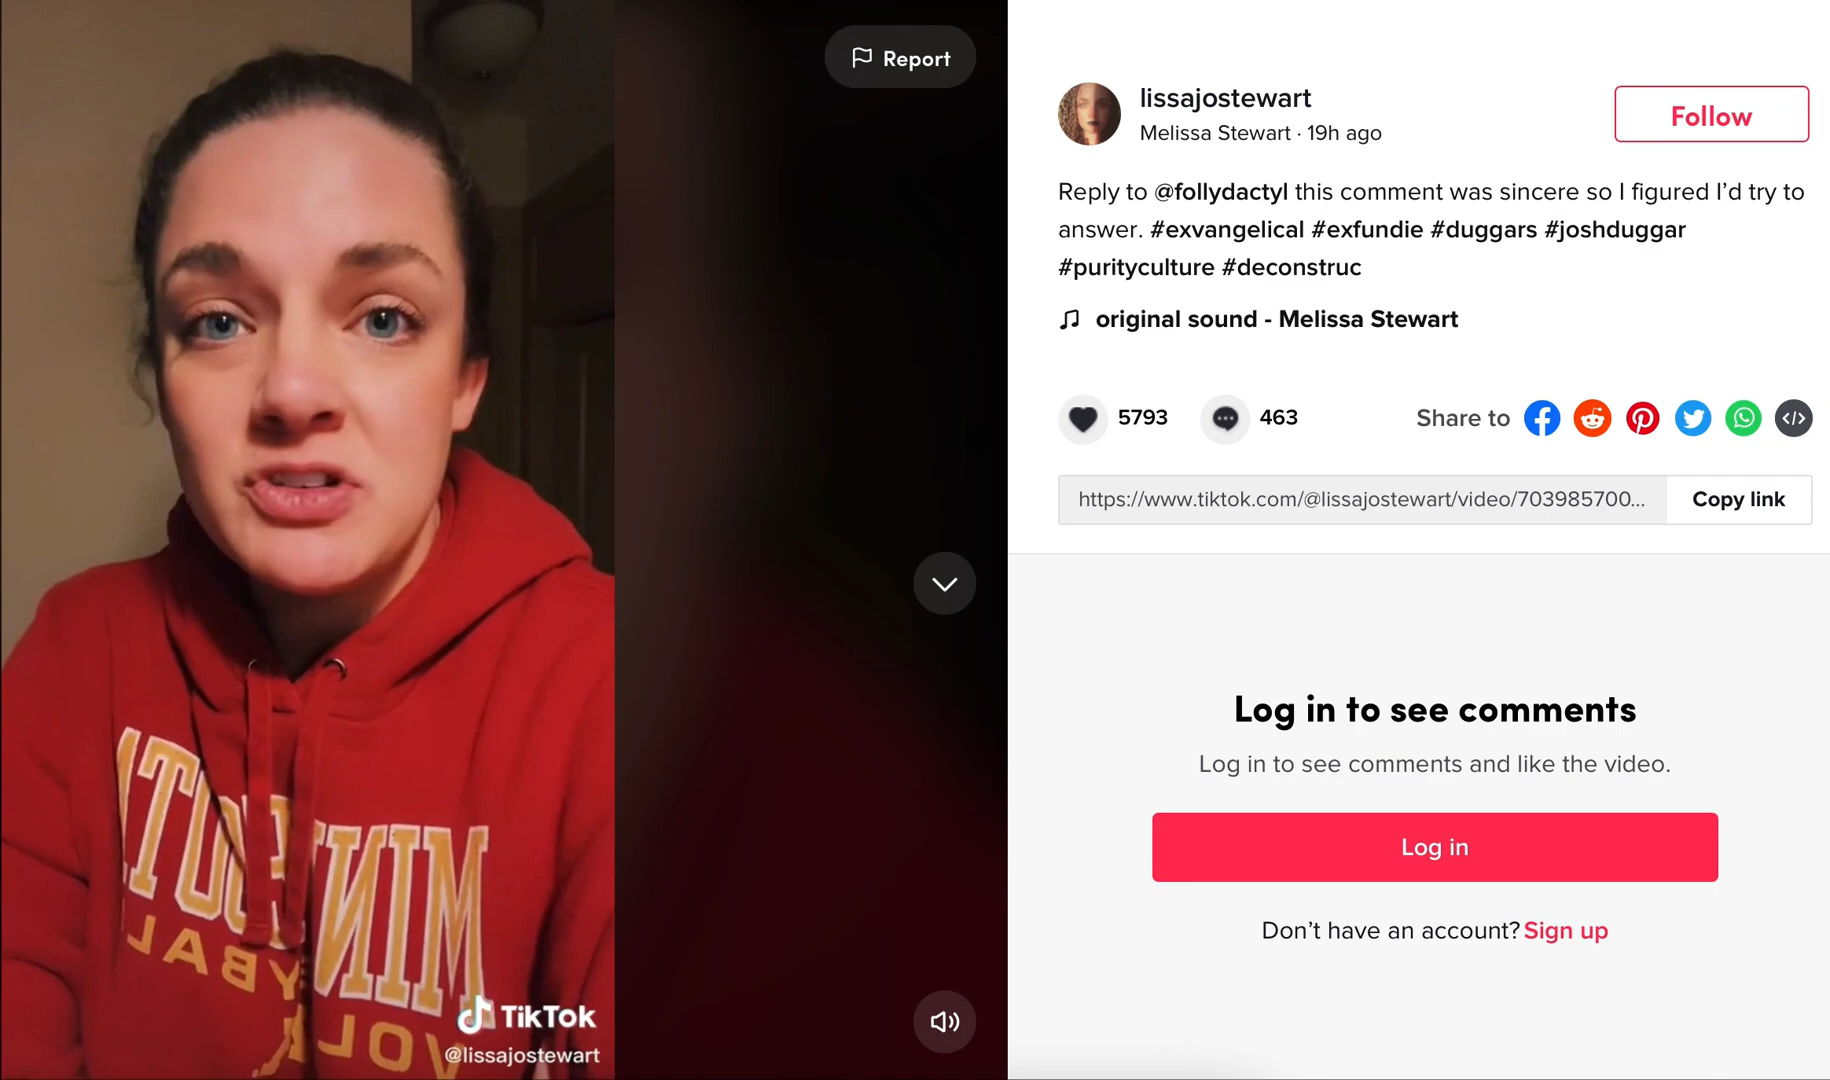 Report
lissajostewart
Melissa Stewart · 19h ago
Follow
Reply to @follydactyl this comment was sincere so I figured I’d try to
answer. #exvangelical #exfundie #duggars #joshduggar
#purityculture #deconstruc
original sound - Melissa Stewart
5793
463
Share to
https://www.tiktok.com/@lissajostewart/video/703985700...
Copy link
Log in to see comments
Log in to see comments and like the video.
Log in
Don’t have an account? Sign up
TikTok
@lissajostewart